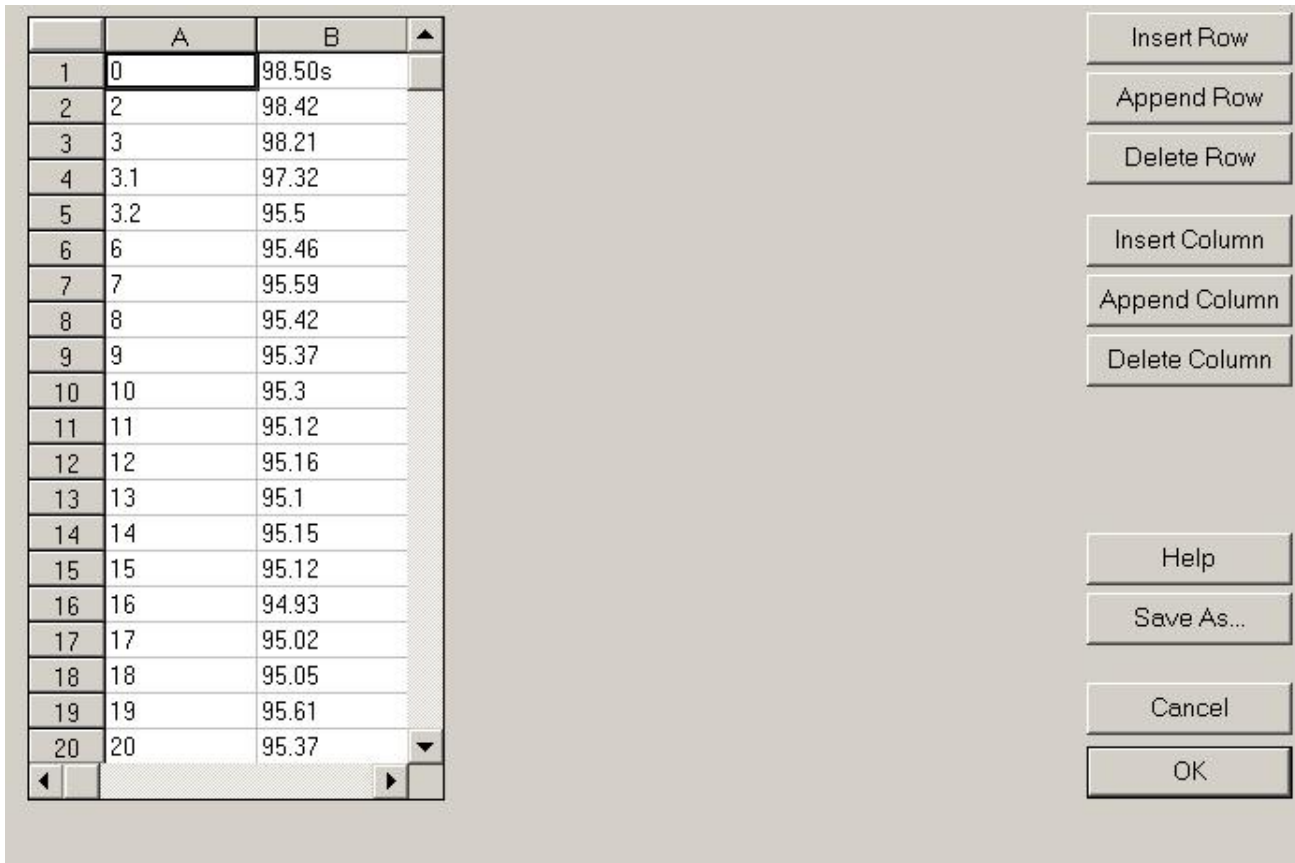 A B
1 0 98.50s
2 2 98.42
3 3 98.21
4 3.1 97.32
5 3.2 95.5
6 6 95.46
7 7 95.59
8 8 95.42
9 9 95.37
10 10 95.3
11 11 95.12
12 12 95.16
13 13 95.1
14 14 95.15
15 15 95.12
16 16 94.93
17 17 95.02
18 18 95.05
19 19 95.61
20 20 95.37
Insert Row
Append Row
Delete Row
Insert Column
Append Column
Delete Column
Help
Save As...
Cancel
OK